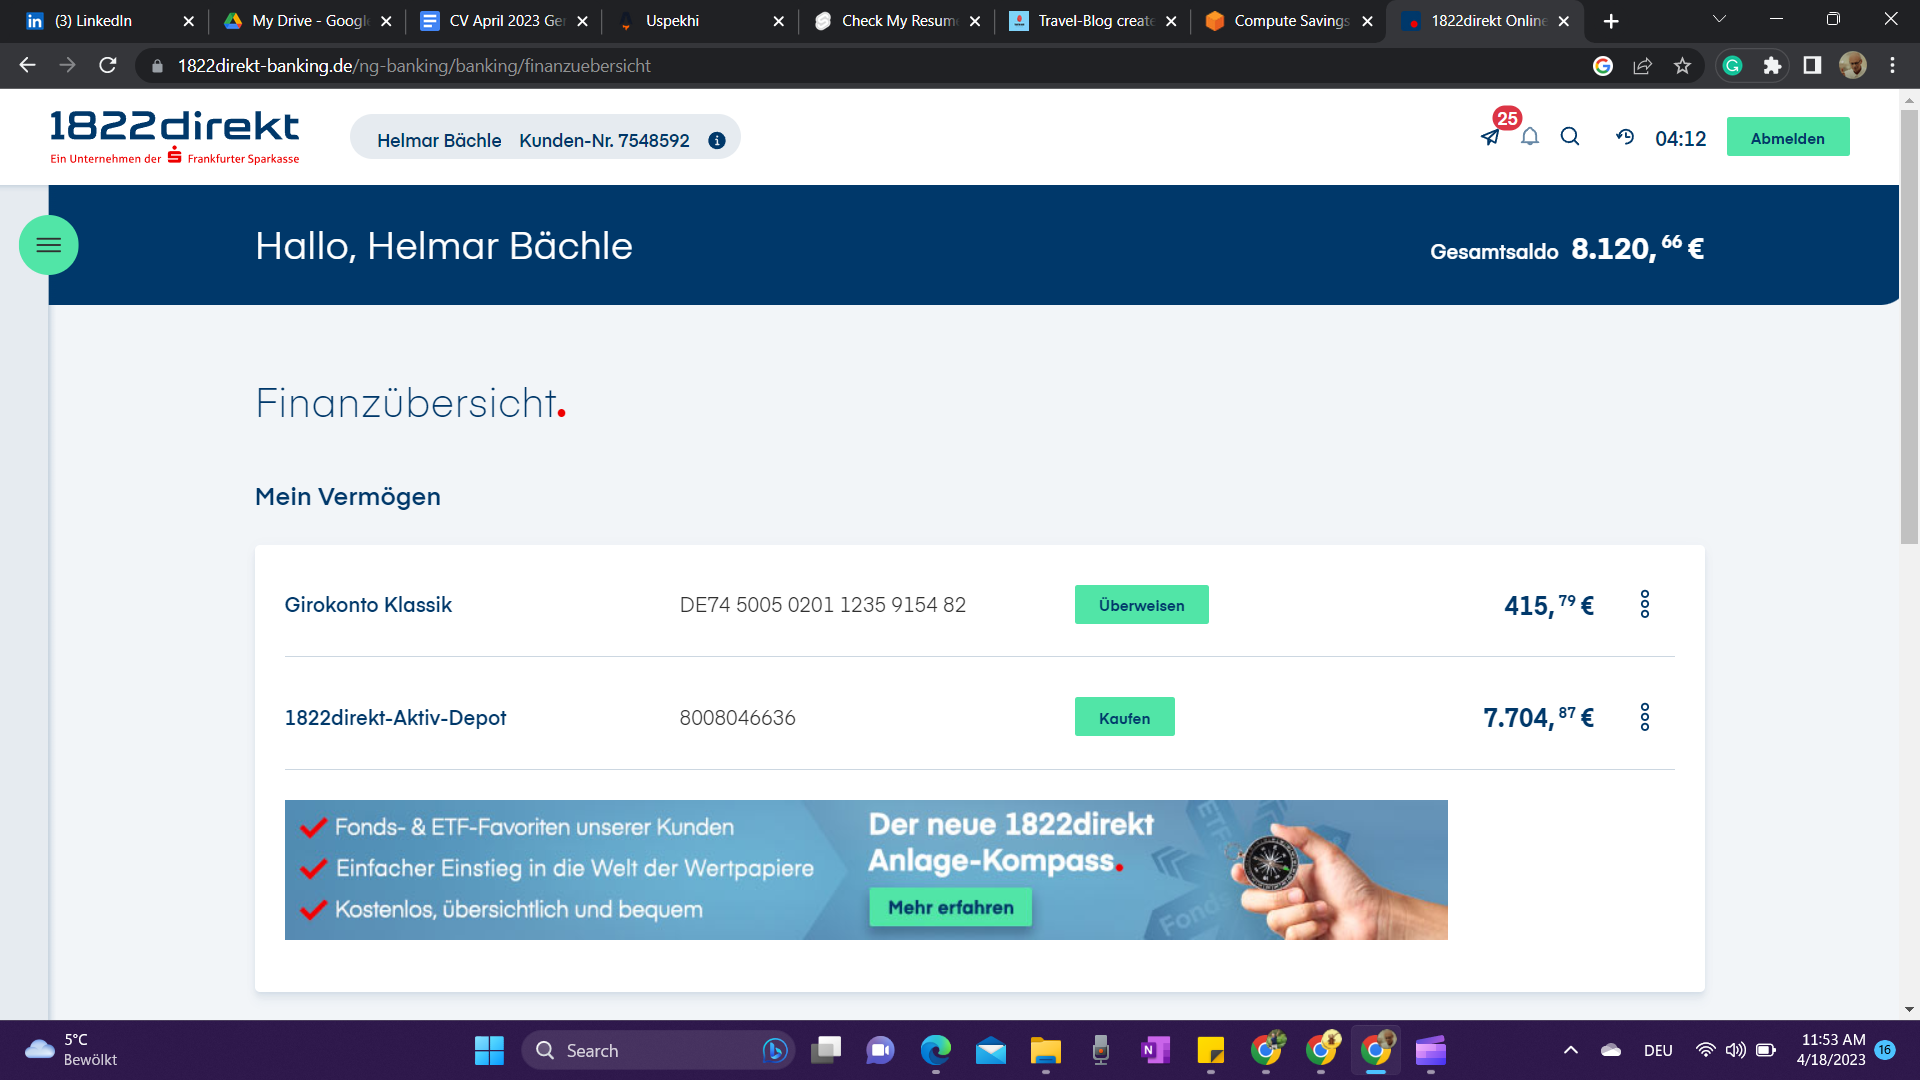 (3) LinkedIn
My Drive - Google
CV April 2023 Ger
Uspekhi
Check My Resume
Travel-Blog create
Compute Savings
1822direkt Online
1822direkt-banking.de/ng-banking/banking/finanzuebersicht
1822direkt
Ein Unternehmen der Frankfurter Sparkasse
Helmar Bächle Kunden-Nr. 7548592
25
04:12
Abmelden
Hallo, Helmar Bächle
Gesamtsaldo 8.120,66 €
Finanzübersicht.
Mein Vermögen
Girokonto Klassik DE74 5005 0201 1235 9154 82 Überweisen 415,79 €
1822direkt-Aktiv-Depot 8008046636 Kaufen 7.704,87 €
Fonds- & ETF-Favoriten unserer Kunden
Einfacher Einstieg in die Welt der Wertpapiere
Kostenlos, übersichtlich und bequem
Der neue 1822direkt
Anlage-Kompass.
Mehr erfahren
ETF
Fonds
5°C
Bewölkt
Search
DEU
11:53 AM
4/18/2023
16